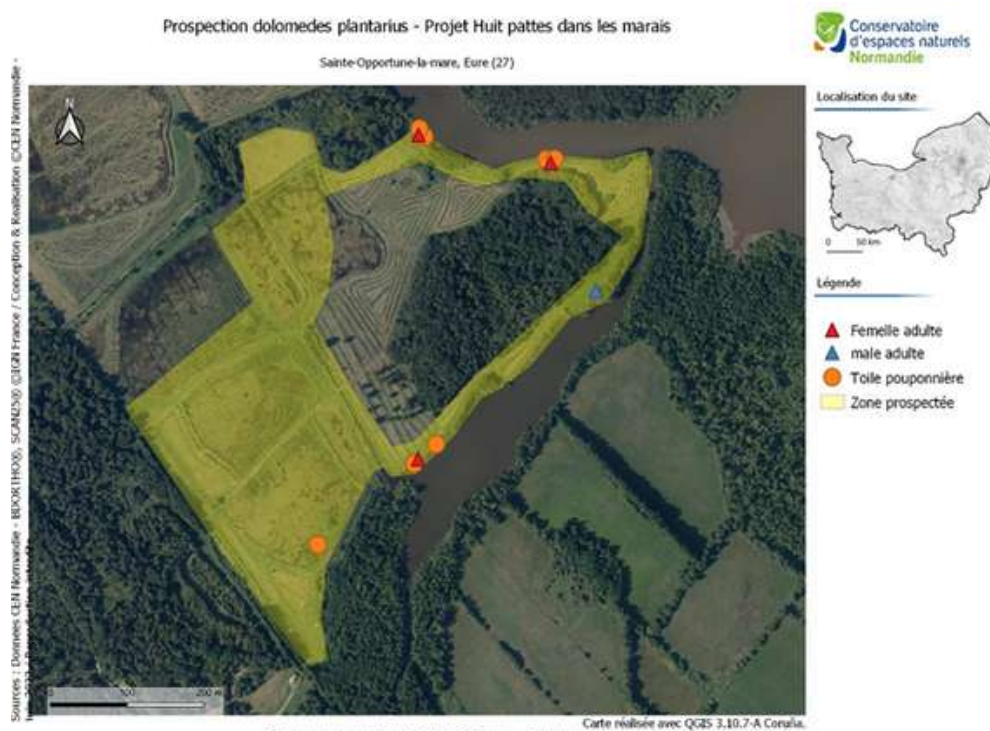 Prospection dolomedes plantarius - Projet Huit pattes dans les marais
Sainte-Opportune-la-mare, Eure (27)
Conservatoire
d'espaces naturels
Normandie
Localisation du site
0 50 km
Légende
Femelle adulte
male adulte
Toile pouponnière
Zone prospectée
N
Sources : Données CEN Normandie - BDORTHO®, SCAN25® ©IGN France / Conception & Réalisation ©CEN Normandie -
0 100 200 m
Carte réalisée avec QGIS 3.10.7-A Coruña.